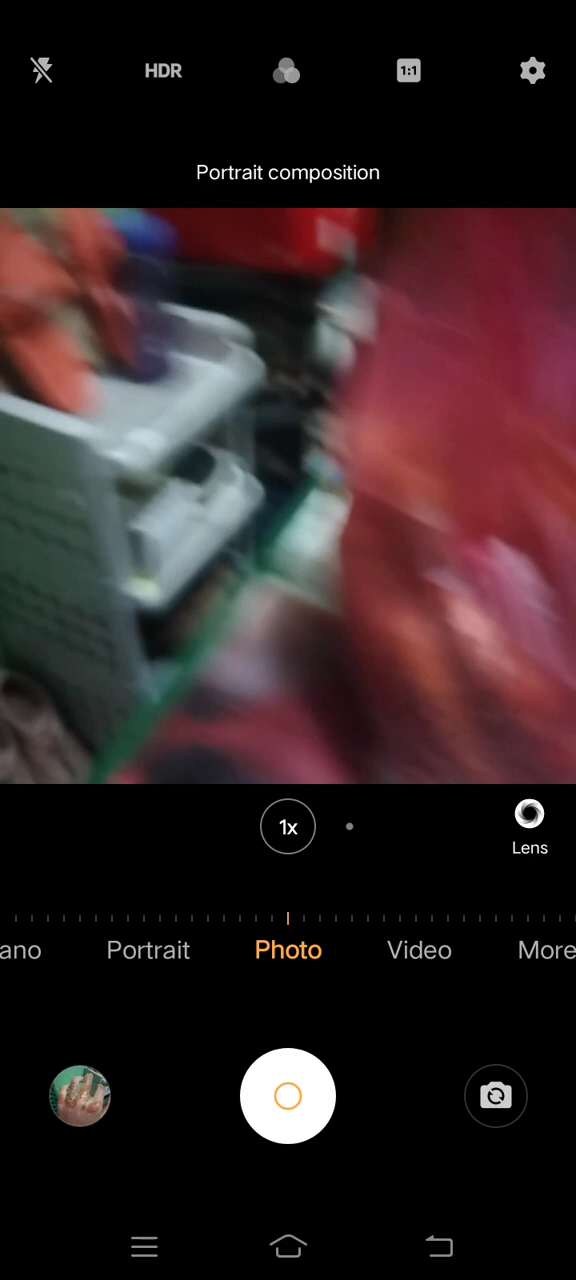 HDR
1:1
Portrait composition
1x
Lens
ano
Portrait
Photo
Video
More